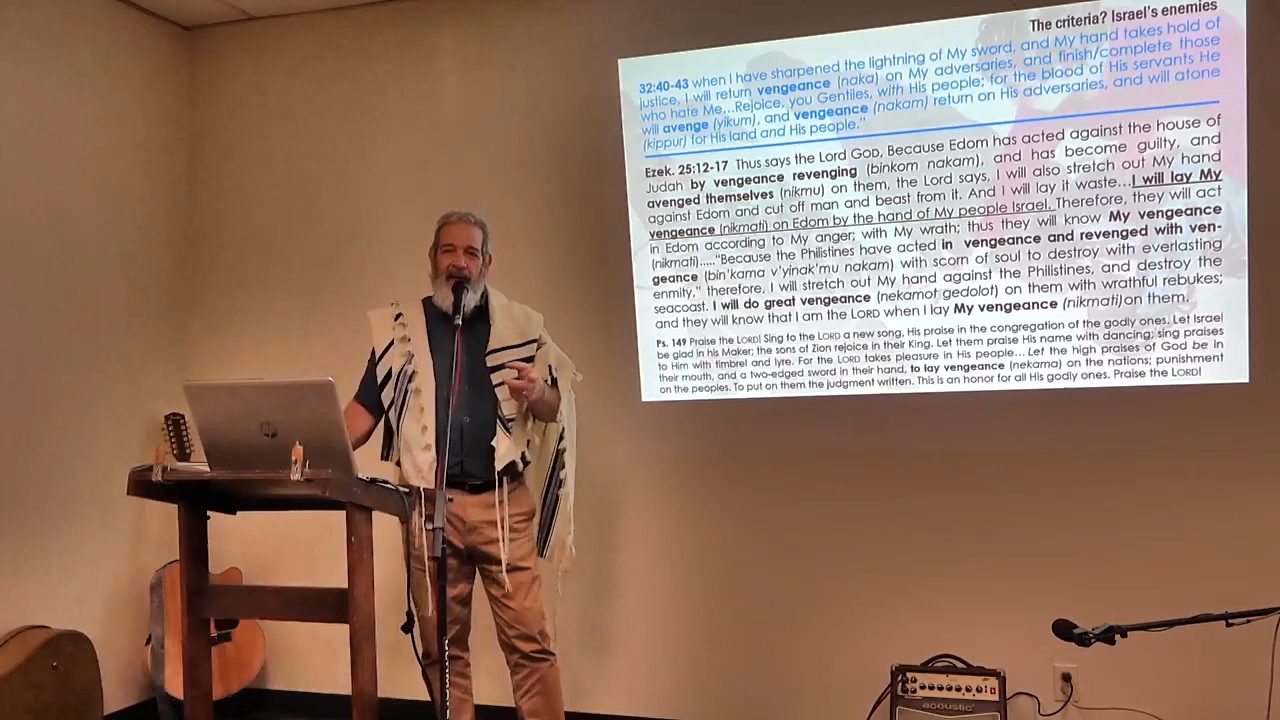 The criteria? Israel's enemies
32:40-43 when I have sharpened the lightning of My sword, and My hand takes hold of
justice, I will return vengeance (naka) on My adversaries, and finish/complete those
who hate Me...Rejoice, you Gentiles, with His people; for the blood of His servants He
will avenge (yikum), and vengeance (nakam) return on His adversaries, and will atone
(kippur) for His land and His people."
Ezek. 25:12-17 Thus says the Lord GOD, Because Edom has acted against the house of
Judah by vengeance revenging (binkom nakam), and has become guilty, and
avenged themselves (nikmu) on them, the Lord says, I will also stretch out My hand
against Edom and cut off man and beast from it. And I will lay it waste...I will lay My
vengeance (nikmati) on Edom by the hand of My people Israel. Therefore, they will act
in Edom according to My anger; with My wrath; thus they will know My vengeance
(nikmati)....."Because the Philistines have acted in vengeance and revenged with ven-
geance (bin'kama v'yinak'mu nakam) with scorn of soul to destroy with everlasting
enmity," therefore, I will stretch out My hand against the Philistines, and destroy the
seacoast. I will do great vengeance (nekamot gedolot) on them with wrathful rebukes;
and they will know that I am the LORD when I lay My vengeance (nikmati)on them.
Ps. 149 Praise the LORD! Sing to the LORD a new song, His praise in the congregation of the godly ones. Let Israel
be glad in his Maker; the sons of Zion rejoice in their King. Let them praise His name with dancing; sing praises
to Him with timbrel and lyre. For the LORD takes pleasure in His people... Let the high praises of God be in
their mouth, and a two-edged sword in their hand, to lay vengeance (nekama) on the nations; punishment
on the peoples. To put on them the judgment written. This is an honor for all His godly ones. Praise the LORD!
hp
acoustic